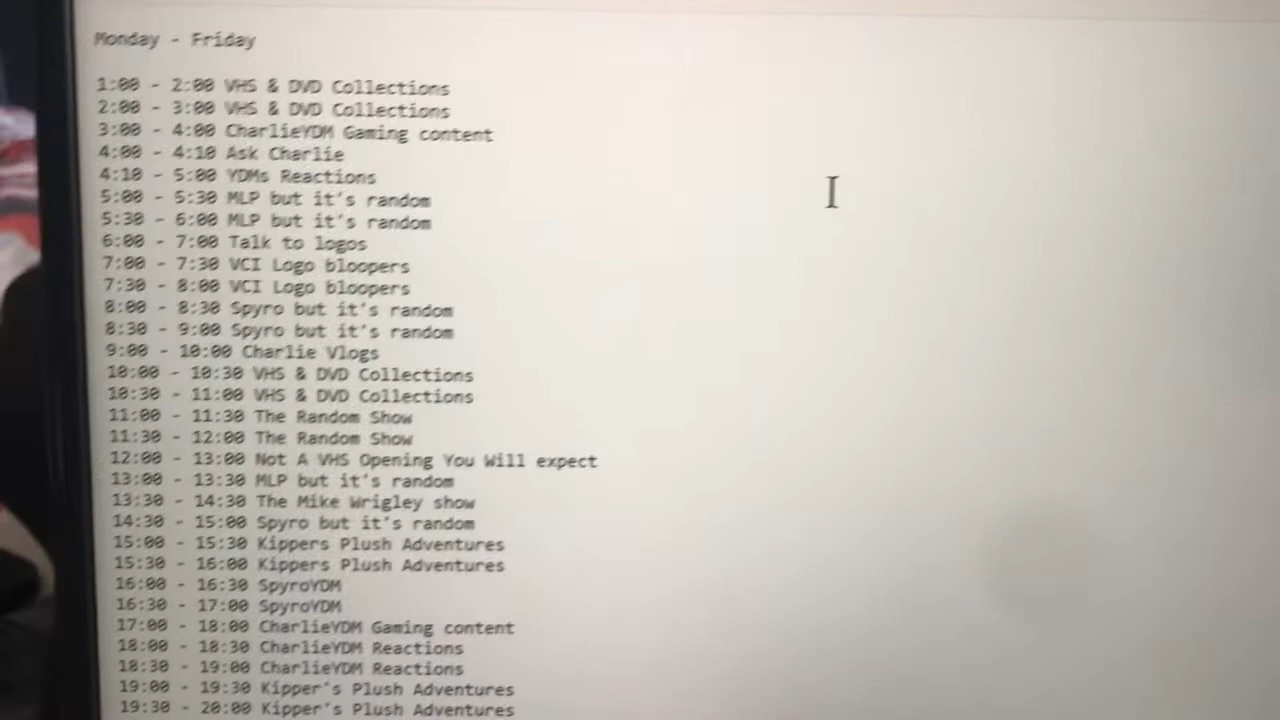 Monday - Friday
1:00 - 2:00 VHS & DVD Collections
2:00 - 3:00 VHS & DVD Collections
3:00 - 4:00 CharlieYDM Gaming content
4:00 - 4:10 Ask Charlie
4:10 - 5:00 YDMs Reactions
5:00 - 5:30 MLP but it's random
5:30 - 6:00 MLP but it's random
6:00 - 7:00 Talk to logos
7:00 - 7:30 VCI Logo bloopers
7:30 - 8:00 VCI Logo bloopers
8:00 - 8:30 Spyro but it's random
8:30 - 9:00 Spyro but it's random
9:00 - 10:00 Charlie Vlogs
10:00 - 10:30 VHS & DVD Collections
10:30 - 11:00 VHS & DVD Collections
11:00 - 11:30 The Random Show
11:30 - 12:00 The Random Show
12:00 - 13:00 Not A VHS Opening You Will expect
13:00 - 13:30 MLP but it's random
13:30 - 14:30 The Mike Wrigley show
14:30 - 15:00 Spyro but it's random
15:00 - 15:30 Kippers Plush Adventures
15:30 - 16:00 Kippers Plush Adventures
16:00 - 16:30 SpyroYDM
16:30 - 17:00 SpyroYDM
17:00 - 18:00 CharlieYDM Gaming content
18:00 - 18:30 CharlieYDM Reactions
18:30 - 19:00 CharlieYDM Reactions
19:00 - 19:30 Kipper's Plush Adventures
19:30 - 20:00 Kipper's Plush Adventures